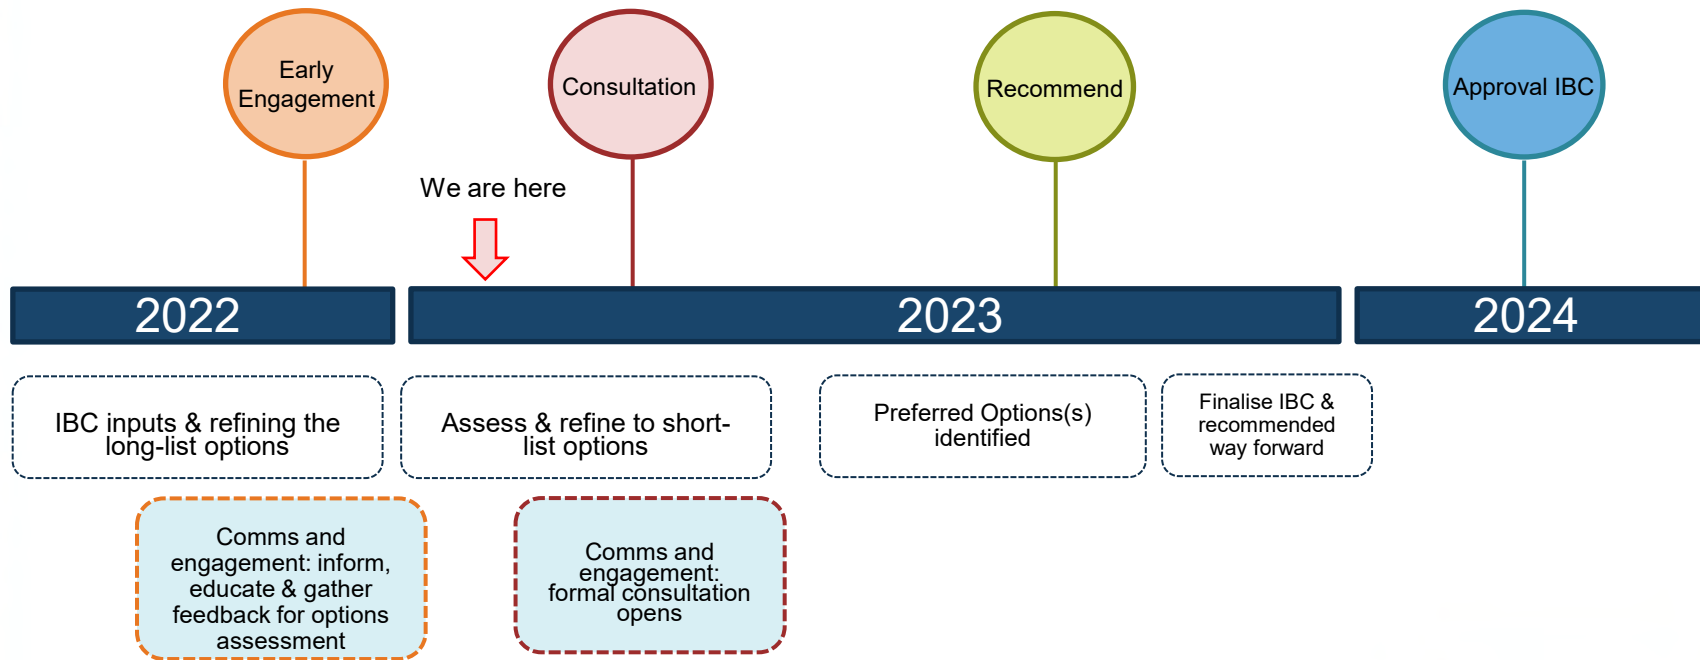 Early
Engagement
Consultation
Recommend
Approval IBC
We are here
2022
2023
2024
IBC inputs & refining the
long-list options
Assess & refine to short-
list options
Preferred Options(s)
identified
Finalise IBC &
recommended
way forward
Comms and
engagement: inform,
educate & gather
feedback for options
assessment
Comms and
engagement:
formal consultation
opens